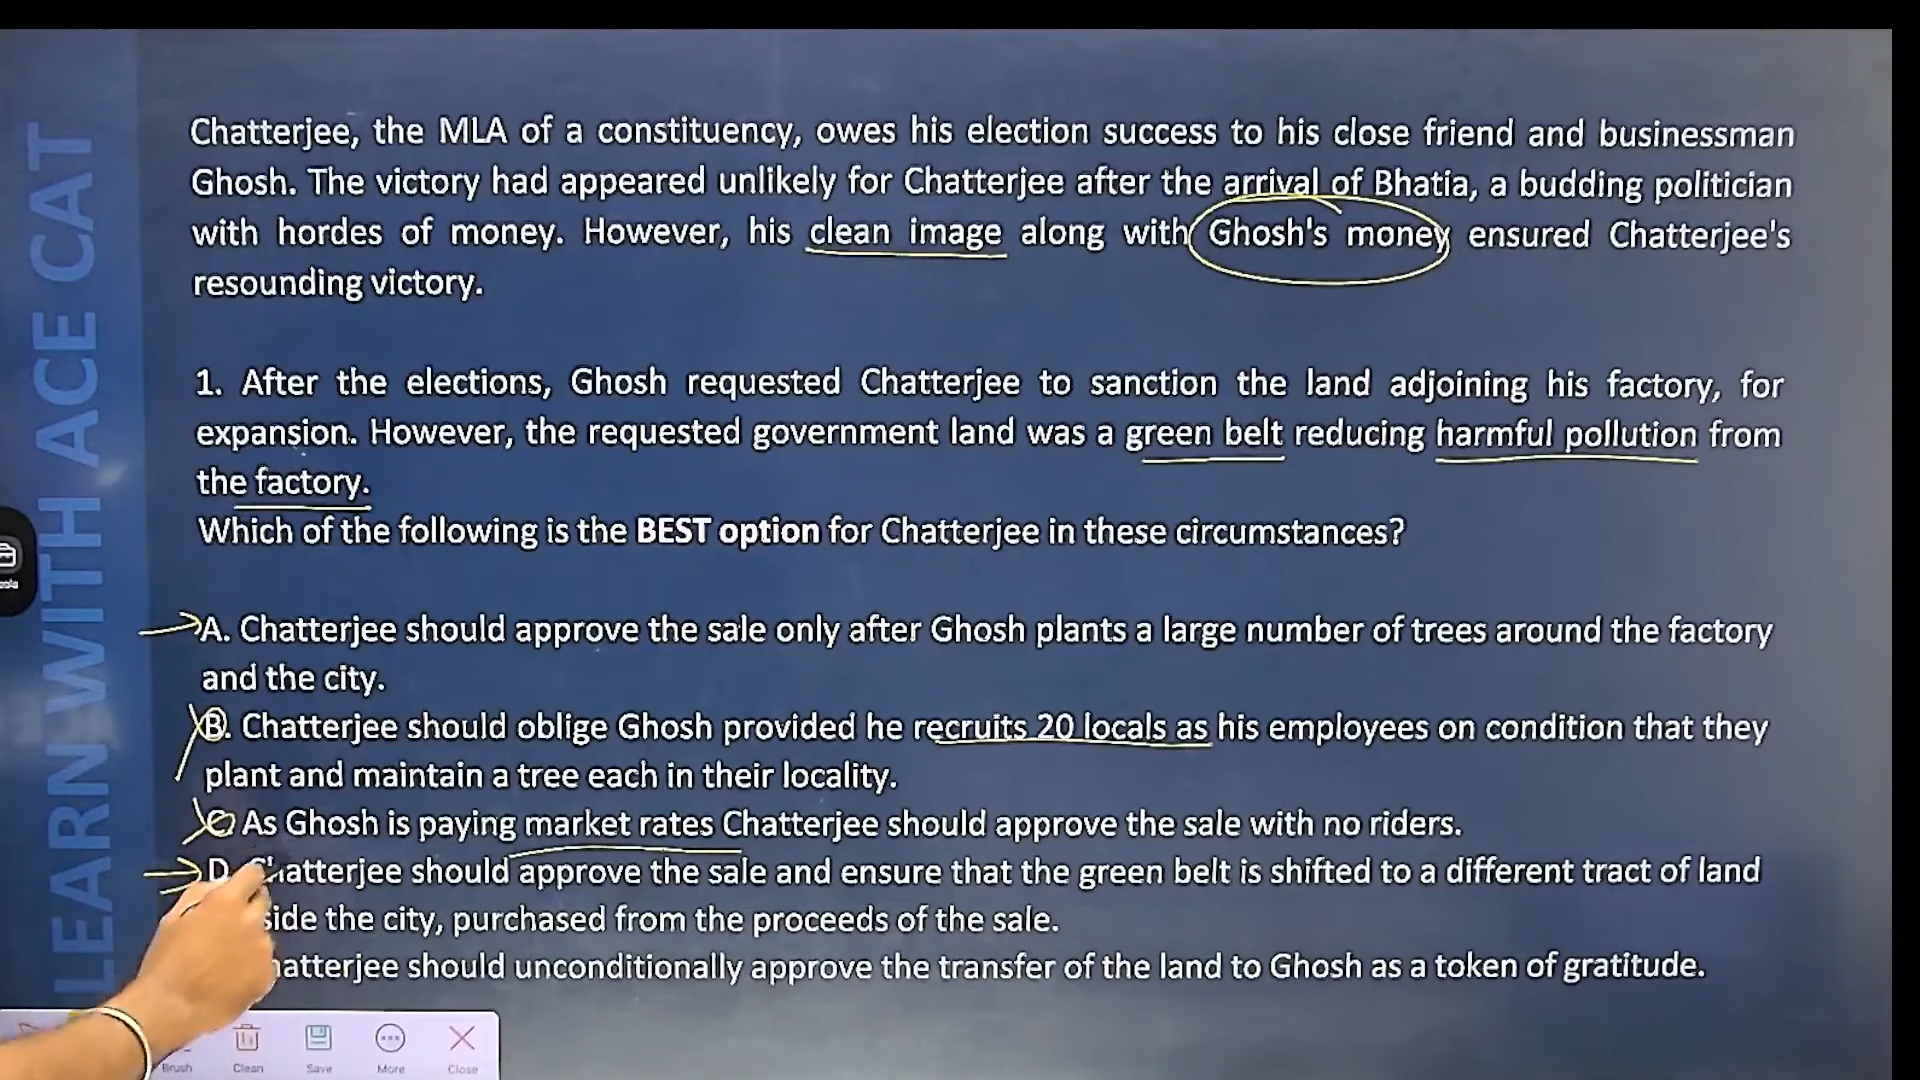 LEARN WITH ACE CAT
Chatterjee, the MLA of a constituency, owes his election success to his close friend and businessman
Ghosh. The victory had appeared unlikely for Chatterjee after the arrival of Bhatia, a budding politician
with hordes of money. However, his clean image along with Ghosh's money ensured Chatterjee's
resounding victory.
1. After the elections, Ghosh requested Chatterjee to sanction the land adjoining his factory, for
expansion. However, the requested government land was a green belt reducing harmful pollution from
the factory.
Which of the following is the BEST option for Chatterjee in these circumstances?
A. Chatterjee should approve the sale only after Ghosh plants a large number of trees around the factory
and the city.
B. Chatterjee should oblige Ghosh provided he recruits 20 locals as his employees on condition that they
plant and maintain a tree each in their locality.
C. As Ghosh is paying market rates Chatterjee should approve the sale with no riders.
D. Chatterjee should approve the sale and ensure that the green belt is shifted to a different tract of land
side the city, purchased from the proceeds of the sale.
hatterjee should unconditionally approve the transfer of the land to Ghosh as a token of gratitude.
Brush Clean Save More Close